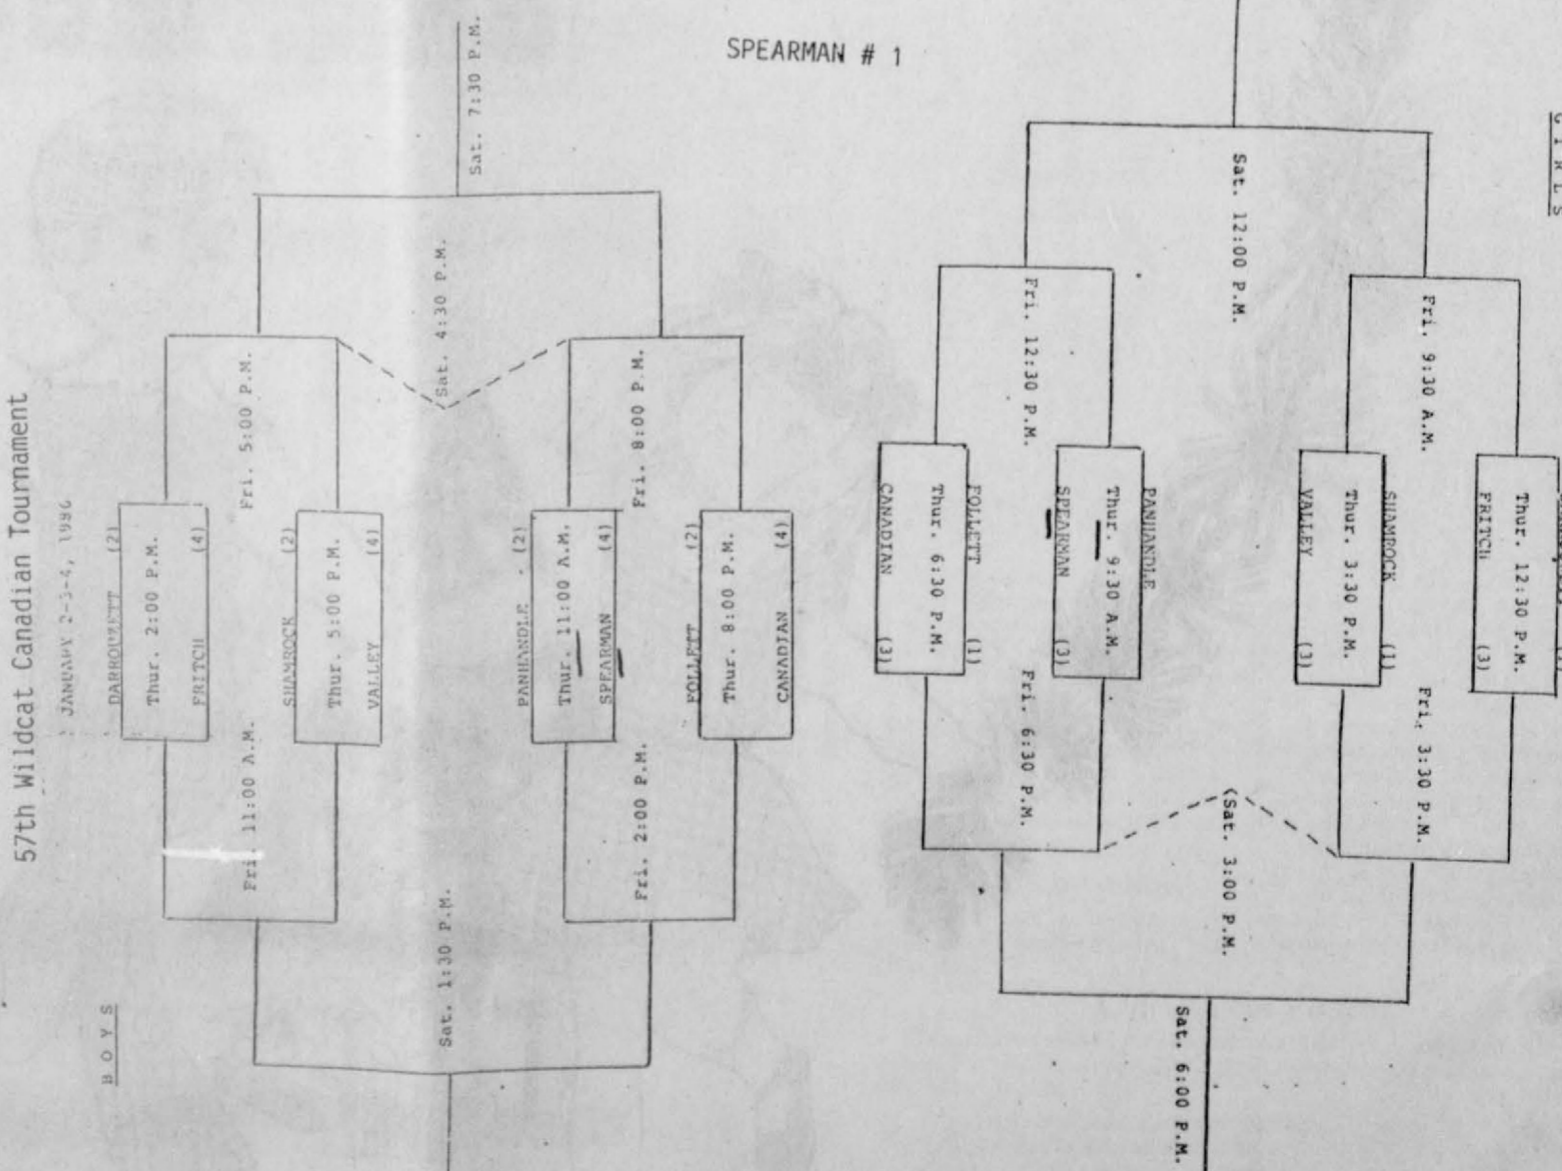 SPEARMAN # 1
57th Wildcat Canadian Tournament
JANUARY 2-3-4, 1986
BOYS
DARROUZETT (2)
Thur. 2:00 P.M.
FRITCH (4)
SHAMROCK (2)
Thur. 5:00 P.M.
VALLEY (4)
PANHANDLE (2)
Thur. 11:00 A.M.
SPEARMAN (4)
FOLLETT (2)
Thur. 8:00 P.M.
CANADIAN (4)
Fri. 11:00 A.M.
Fri. 5:00 P.M.
Fri. 2:00 P.M.
Fri. 8:00 P.M.
Sat. 1:30 P.M.
Sat. 4:30 P.M.
Sat. 7:30 P.M.
GIRLS
FRITCH (3)
Thur. 12:30 P.M.
SHAMROCK (1)
Thur. 3:30 P.M.
VALLEY (3)
PANHANDLE
Thur. 9:30 A.M.
SPEARMAN (3)
FOLLETT (1)
Thur. 6:30 P.M.
CANADIAN (3)
Fri. 9:30 A.M.
Fri. 3:30 P.M.
Fri. 12:30 P.M.
Fri. 6:30 P.M.
Sat. 12:00 P.M.
(Sat. 3:00 P.M.
Sat. 6:00 P.M.